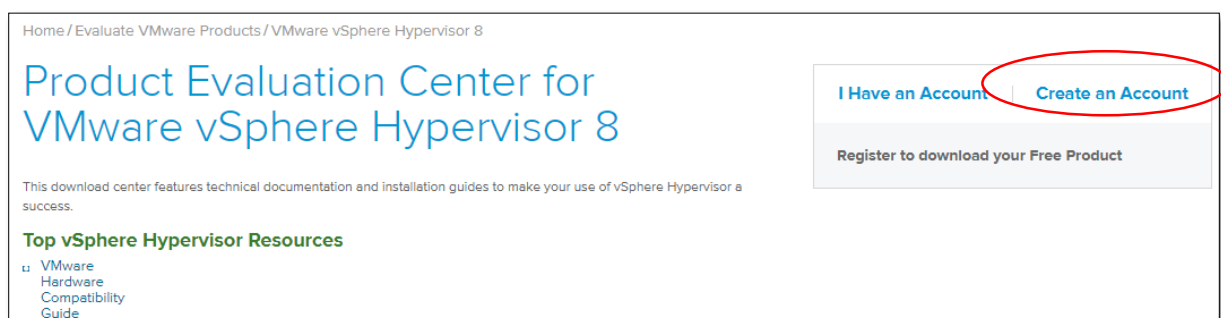 Home / Evaluate VMware Products / VMware vSphere Hypervisor 8
Product Evaluation Center for
VMware vSphere Hypervisor 8
I Have an Account
Create an Account
Register to download your Free Product
This download center features technical documentation and installation guides to make your use of vSphere Hypervisor a
success.
Top vSphere Hypervisor Resources
VMware
Hardware
Compatibility
Guide